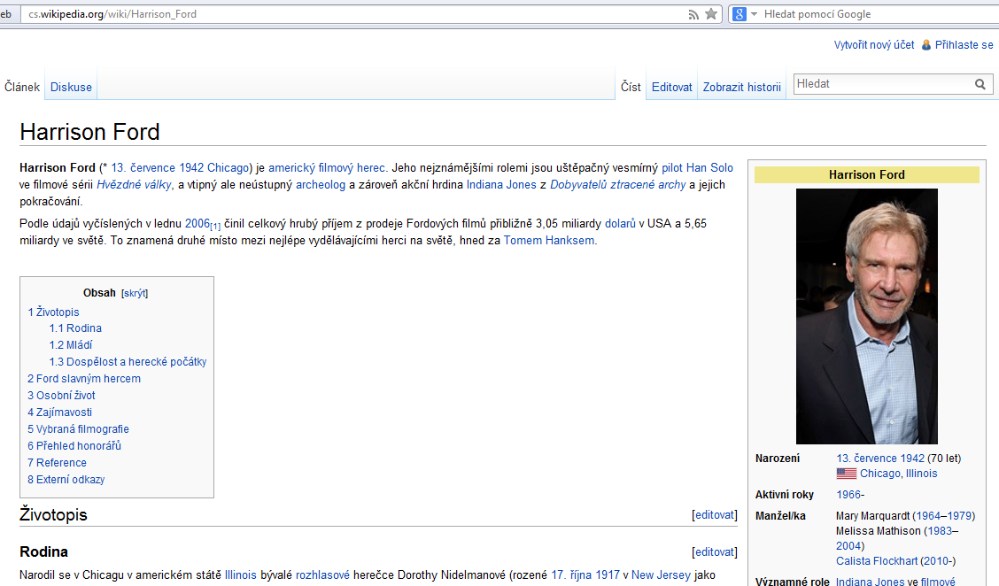 eb
cs.wikipedia.org/wiki/Harrison_Ford
8 Hledat pomocí Google
Vytvořit nový účet Přihlaste se
Článek Diskuse Číst Editovat Zobrazit historii Hledat
Harrison Ford
Harrison Ford (* 13. července 1942 Chicago) je americký filmový herec. Jeho nejznámějšími rolemi jsou uštěpačný vesmírný pilot Han Solo
ve filmové sérii Hvězdné války, a vtipný ale neústupný archeolog a zároveň akční hrdina Indiana Jones z Dobyvatelů ztracené archy a jejich
pokračování.
Podle údajů vyčíslených v lednu 2006[1] činil celkový hrubý příjem z prodeje Fordových filmů přibližně 3,05 miliardy dolarů v USA a 5,65
miliardy ve světě. To znamená druhé místo mezi nejlépe vydělávajícími herci na světě, hned za Tomem Hanksem.
Obsah [skrýt]
1 Životopis
1.1 Rodina
1.2 Mládí
1.3 Dospělost a herecké počátky
2 Ford slavným hercem
3 Osobní život
4 Zajímavosti
5 Vybraná filmografie
6 Přehled honorářů
7 Reference
8 Externí odkazy
Životopis [editovat]
Rodina [editovat]
Narodil se v Chicagu v americkém státě Illinois bývalé rozhlasové herečce Dorothy Nidelmanové (rozené 17. října 1917 v New Jersey jako
Harrison Ford
Narození 13. července 1942 (70 let)
Chicago, Illinois
Aktivní roky 1966-
Manžel/ka Mary Marquardt (1964–1979)
Melissa Mathison (1983–
2004)
Calista Flockhart (2010-)
Významné role Indiana Jones ve filmové